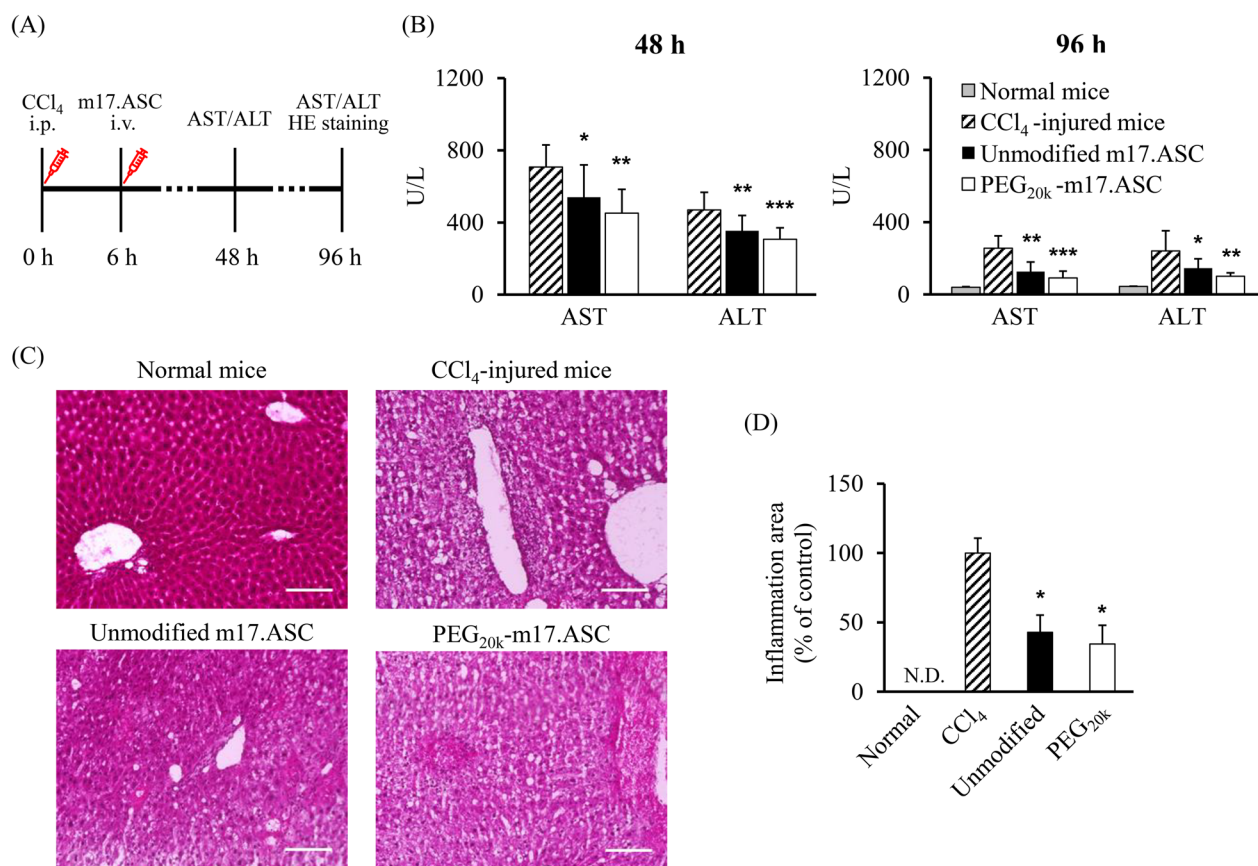 (A)
CCl4
i.p.
m17.ASC
i.v.
AST/ALT
AST/ALT
HE staining
0 h
6 h
48 h
96 h
(B)
48 h
1200
800
400
0
U/L
*
**
**
***
AST
ALT
96 h
1200
800
400
0
U/L
Normal mice
CCl4-injured mice
Unmodified m17.ASC
PEG20k-m17.ASC
**
***
*
**
AST
ALT
(C)
Normal mice
CCl4-injured mice
Unmodified m17.ASC
PEG20k-m17.ASC
(D)
Inflammation area
(% of control)
150
100
50
0
N.D.
*
*
Normal
CCl4
Unmodified
PEG20k